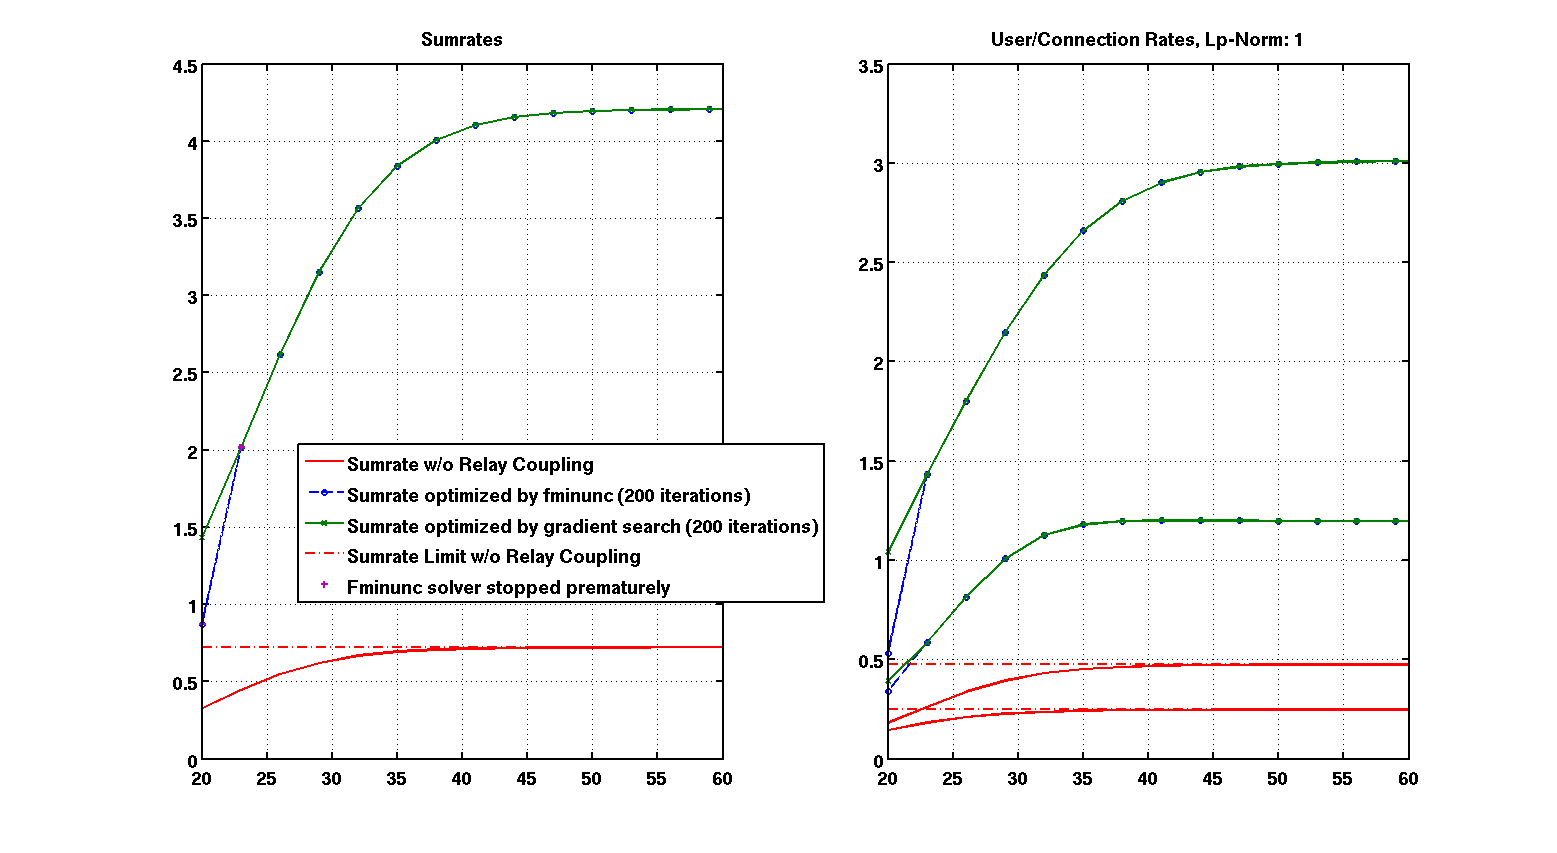 Sumrates
4.5
4
3.5
3
2.5
2
1.5
1
0.5
0
20 25 30 35 40 45 50 55 60
Sumrate w/o Relay Coupling
Sumrate optimized by fminunc (200 iterations)
Sumrate optimized by gradient search (200 iterations)
Sumrate Limit w/o Relay Coupling
Fminunc solver stopped prematurely
User/Connection Rates, Lp-Norm: 1
3.5
3
2.5
2
1.5
1
0.5
0
20 25 30 35 40 45 50 55 60